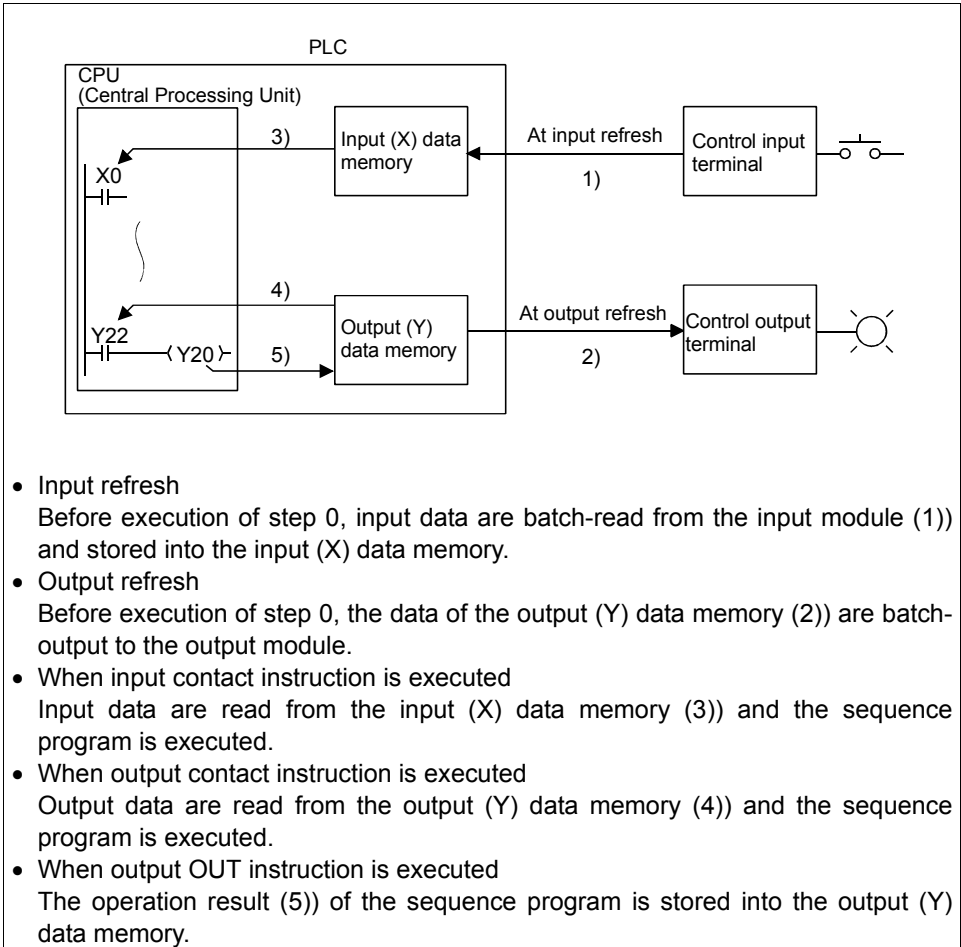 PLC
CPU
(Central Processing Unit)
3)
Input (X) data
memory
At input refresh
1)
Control input
terminal
X0
4)
Output (Y)
data memory
At output refresh
2)
Control output
terminal
Y22
Y20
5)
• Input refresh
Before execution of step 0, input data are batch-read from the input module (1))
and stored into the input (X) data memory.
• Output refresh
Before execution of step 0, the data of the output (Y) data memory (2)) are batch-
output to the output module.
• When input contact instruction is executed
Input data are read from the input (X) data memory (3)) and the sequence
program is executed.
• When output contact instruction is executed
Output data are read from the output (Y) data memory (4)) and the sequence
program is executed.
• When output OUT instruction is executed
The operation result (5)) of the sequence program is stored into the output (Y)
data memory.